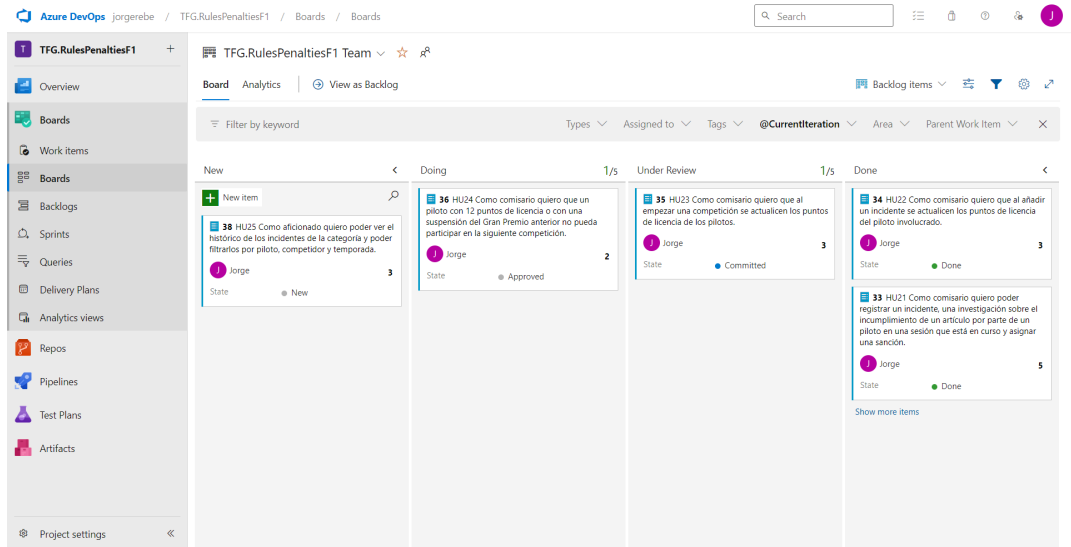 Azure DevOps jorgerebe / TFG.RulesPenaltiesF1 / Boards / Boards
Search
J
T TFG.RulesPenaltiesF1 +
Overview
Boards
Work items
Boards
Backlogs
Sprints
Queries
Delivery Plans
Analytics views
Repos
Pipelines
Test Plans
Artifacts
Project settings
TFG.RulesPenaltiesF1 Team
Board Analytics View as Backlog
Backlog items
Filter by keyword
Types Assigned to Tags @CurrentIteration Area Parent Work Item
New
New item
38 HU25 Como aficionado quiero poder ver el
histórico de los incidentes de la categoría y poder
filtrarlos por piloto, competidor y temporada.
J Jorge 3
State New
Doing 1/5
36 HU24 Como comisario quiero que un
piloto con 12 puntos de licencia o con una
suspensión del Gran Premio anterior no pueda
participar en la siguiente competición.
J Jorge 2
State Approved
Under Review 1/5
35 HU23 Como comisario quiero que al
empezar una competición se actualicen los puntos
de licencia de los pilotos.
J Jorge 3
State Committed
Done
34 HU22 Como comisario quiero que al añadir
un incidente se actualicen los puntos de licencia
del piloto involucrado.
J Jorge 3
State Done
33 HU21 Como comisario quiero poder
registrar un incidente, una investigación sobre el
incumplimiento de un artículo por parte de un
piloto en una sesión que está en curso y asignar
una sanción.
J Jorge 5
State Done
Show more items